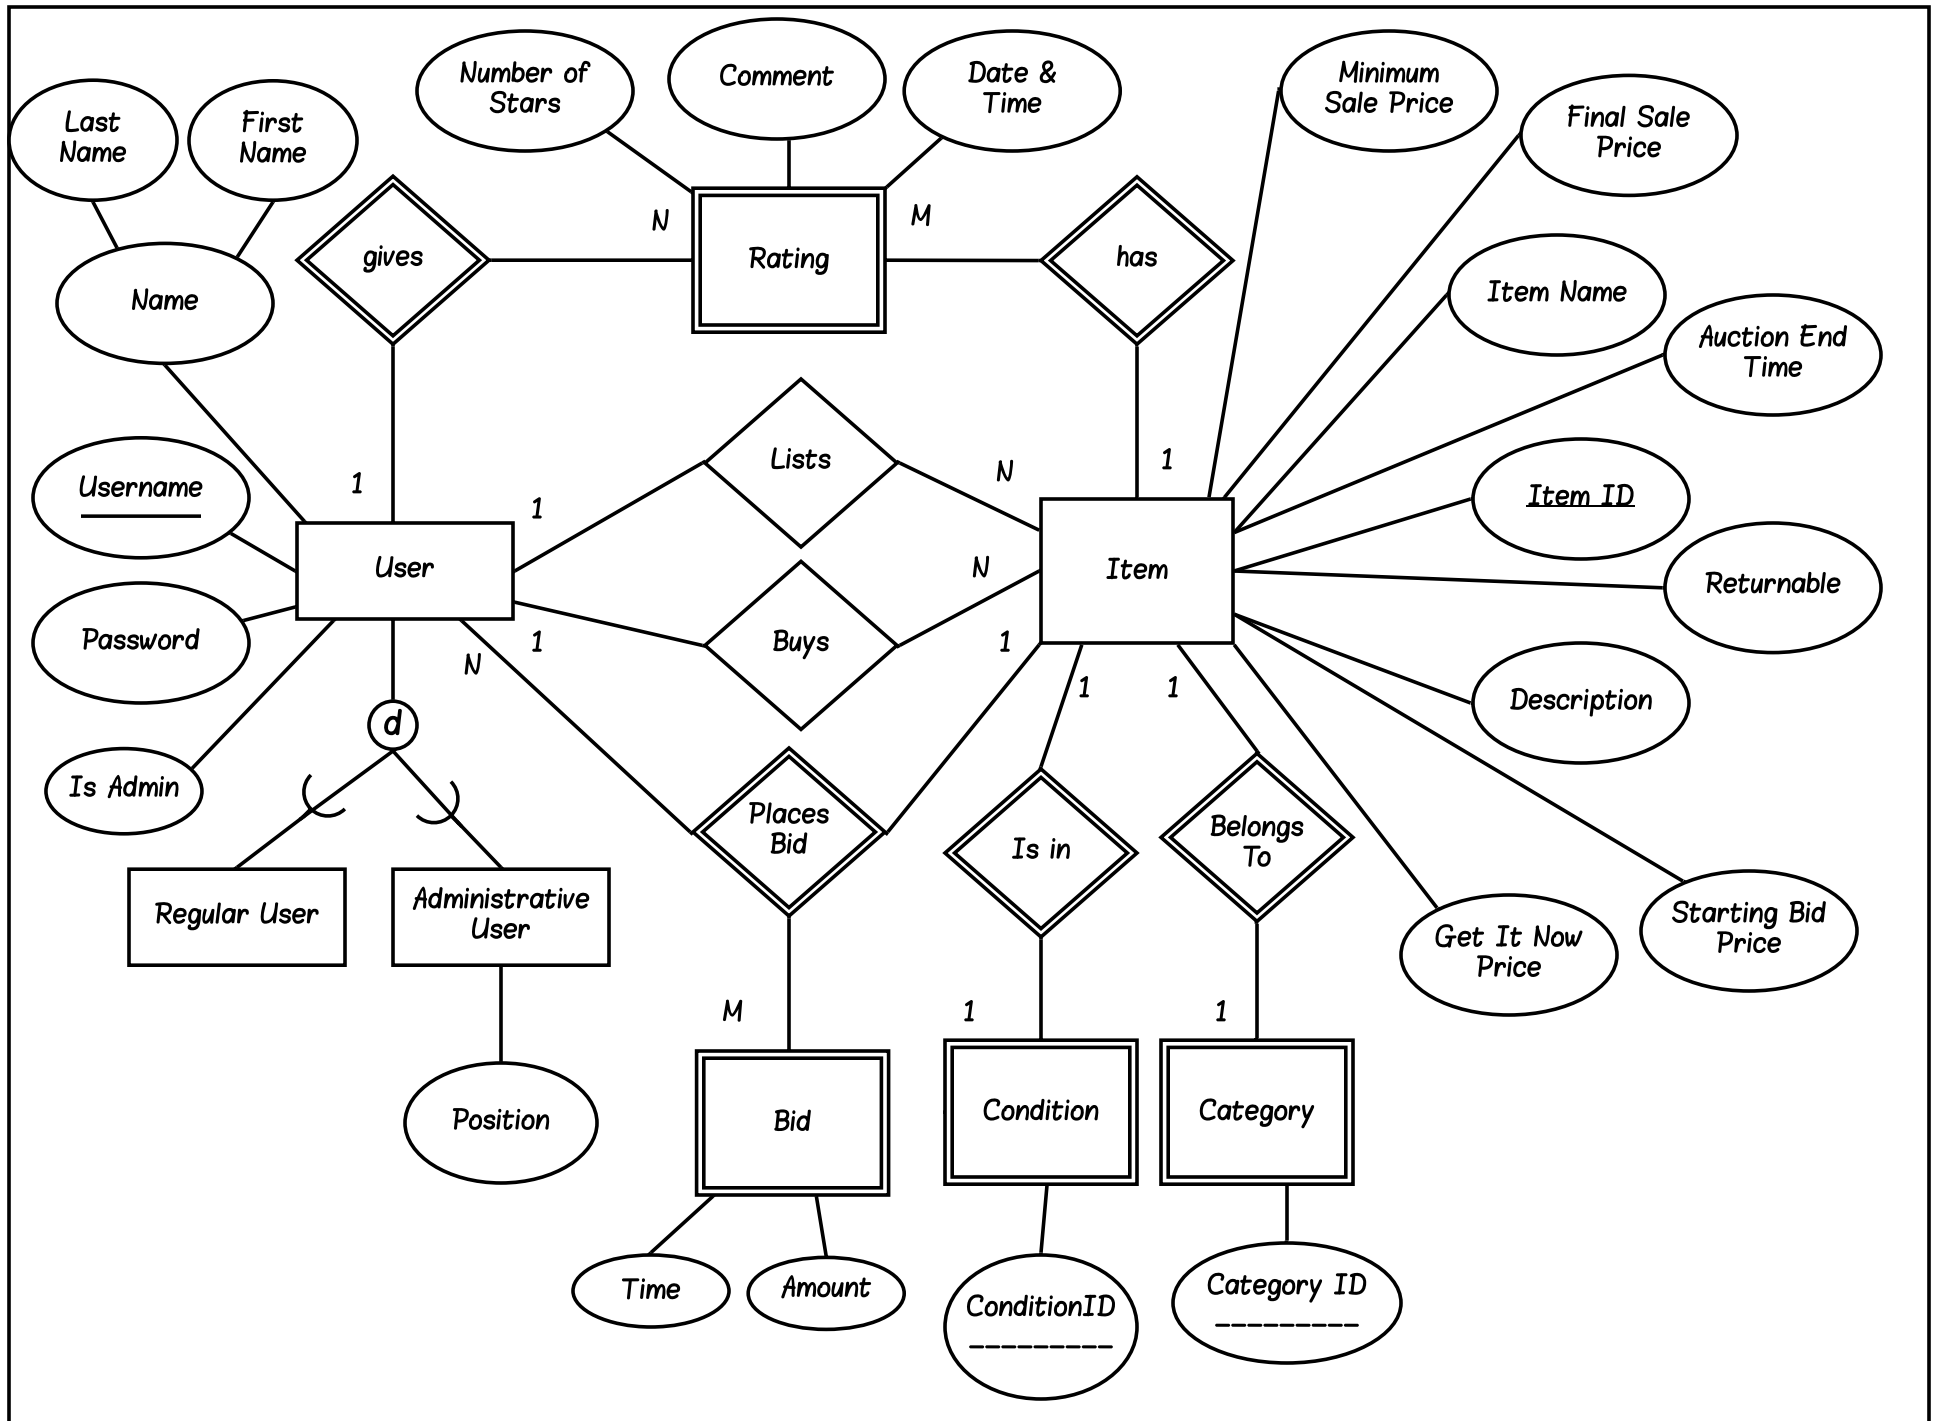 Number of
Stars
Comment
Date &
Time
Minimum
Sale Price
Final Sale
Price
Last
Name
First
Name
gives
N
Rating
M
has
Name
Item Name
Auction End
Time
Lists
N
1
1
1
Username
Item ID
User
N
Item
Returnable
Password
1
Buys
1
N
1
1
Description
d
Is Admin
Places
Bid
Is in
Belongs
To
Regular User
Administrative
User
Get It Now
Price
Starting Bid
Price
M
1
1
Position
Bid
Condition
Category
Time
Amount
ConditionID
Category ID